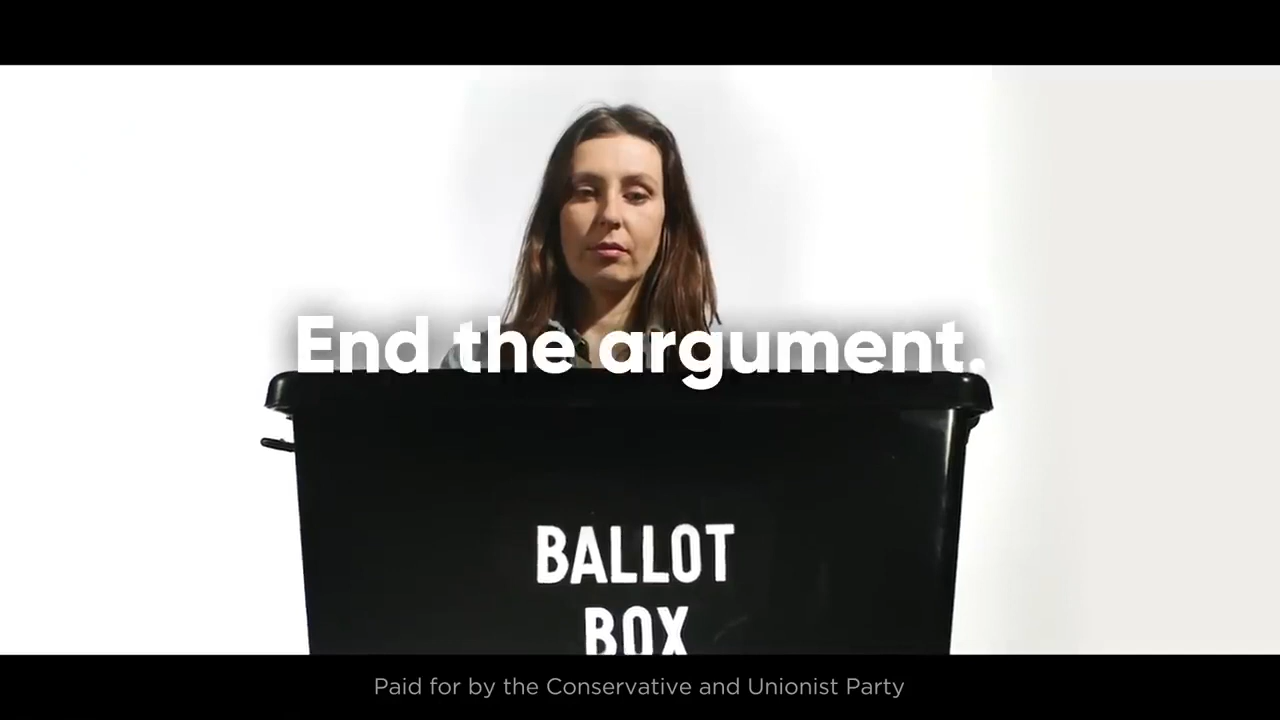 End the argument.
BALLOT
BOX
Paid for by the Conservative and Unionist Party